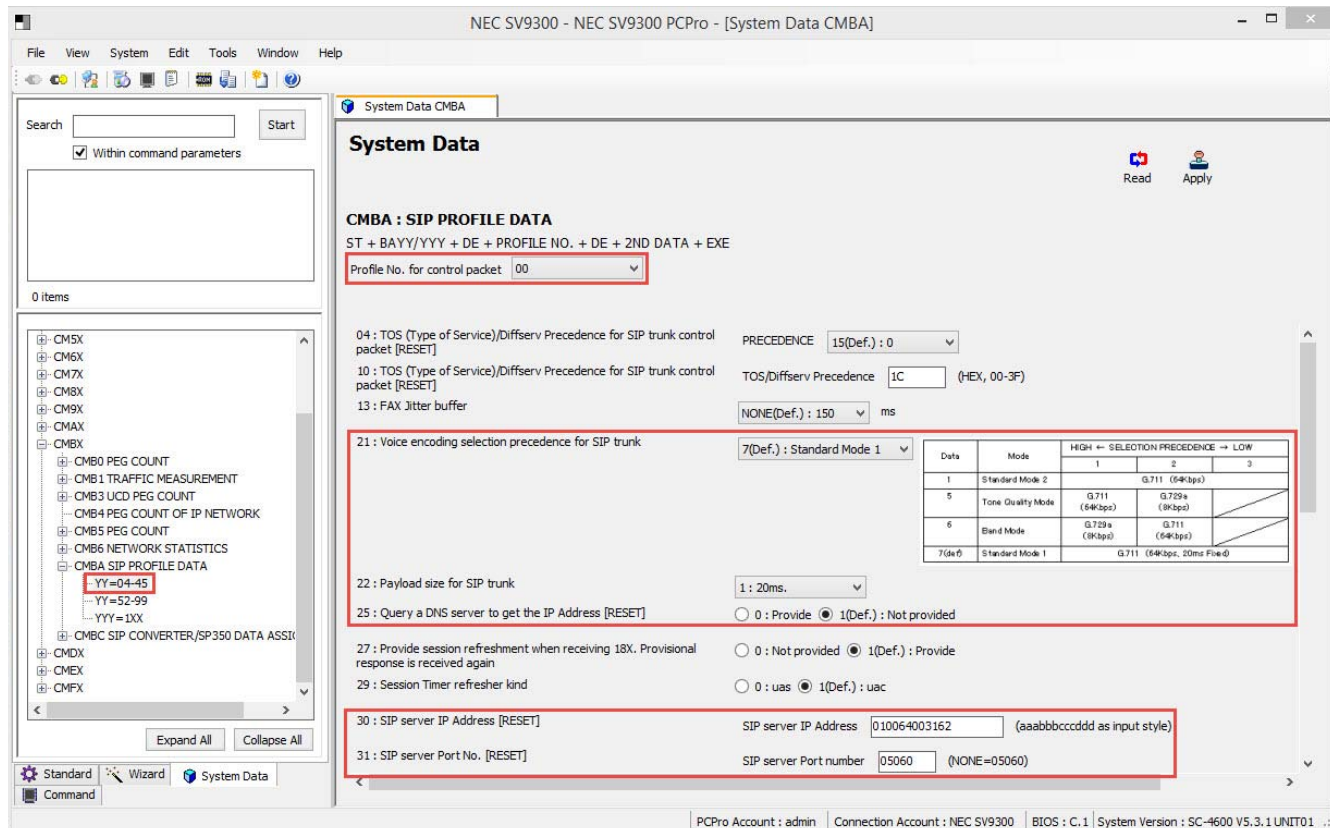 NEC SV9300 - NEC SV9300 PCPro - [System Data CMBA]
File View System Edit Tools Window Help
Search
Start
Within command parameters
0 items
CM5X
CM6X
CM7X
CM8X
CM9X
CMAX
CMBX
CMB0 PEG COUNT
CMB1 TRAFFIC MEASUREMENT
CMB3 UCD PEG COUNT
CMB4 PEG COUNT OF IP NETWORK
CMB5 PEG COUNT
CMB6 NETWORK STATISTICS
CMBA SIP PROFILE DATA
YY=04-45
YY=52-99
YYY=1XX
CMBC SIP CONVERTER/SP350 DATA ASSI
CMDX
CMEX
CMFX
Expand All Collapse All
Standard Wizard System Data
Command
System Data CMBA
System Data
Read Apply
CMBA : SIP PROFILE DATA
ST + BAYY/YYY + DE + PROFILE NO. + DE + 2ND DATA + EXE
Profile No. for control packet 00
04 : TOS (Type of Service)/Diffserv Precedence for SIP trunk control
packet [RESET]
PRECEDENCE 15(Def.) : 0
10 : TOS (Type of Service)/Diffserv Precedence for SIP trunk control
packet [RESET]
TOS/Diffserv Precedence 1C (HEX, 00-3F)
13 : FAX Jitter buffer
NONE(Def.) : 150 ms
21 : Voice encoding selection precedence for SIP trunk
7(Def.) : Standard Mode 1
Data Mode HIGH ← SELECTION PRECEDENCE → LOW
1 2 3
1 Standard Mode 2 G.711 (64Kbps)
5 Tone Quality Mode G.711 (64Kbps) G.729a (8Kbps)
6 Band Mode G.729a (8Kbps) G.711 (64Kbps)
7(def) Standard Mode 1 G.711 (64Kbps, 20ms Fixed)
22 : Payload size for SIP trunk
1 : 20ms.
25 : Query a DNS server to get the IP Address [RESET]
0 : Provide 1(Def.) : Not provided
27 : Provide session refreshment when receiving 18X. Provisional
response is received again
0 : Not provided 1(Def.) : Provide
29 : Session Timer refresher kind
0 : uas 1(Def.) : uac
30 : SIP server IP Address [RESET]
SIP server IP Address 010064003162 (aaabbbcccddd as input style)
31 : SIP server Port No. [RESET]
SIP server Port number 05060 (NONE=05060)
PCPro Account : admin Connection Account : NEC SV9300 BIOS : C.1 System Version : SC-4600 V5.3.1 UNIT01